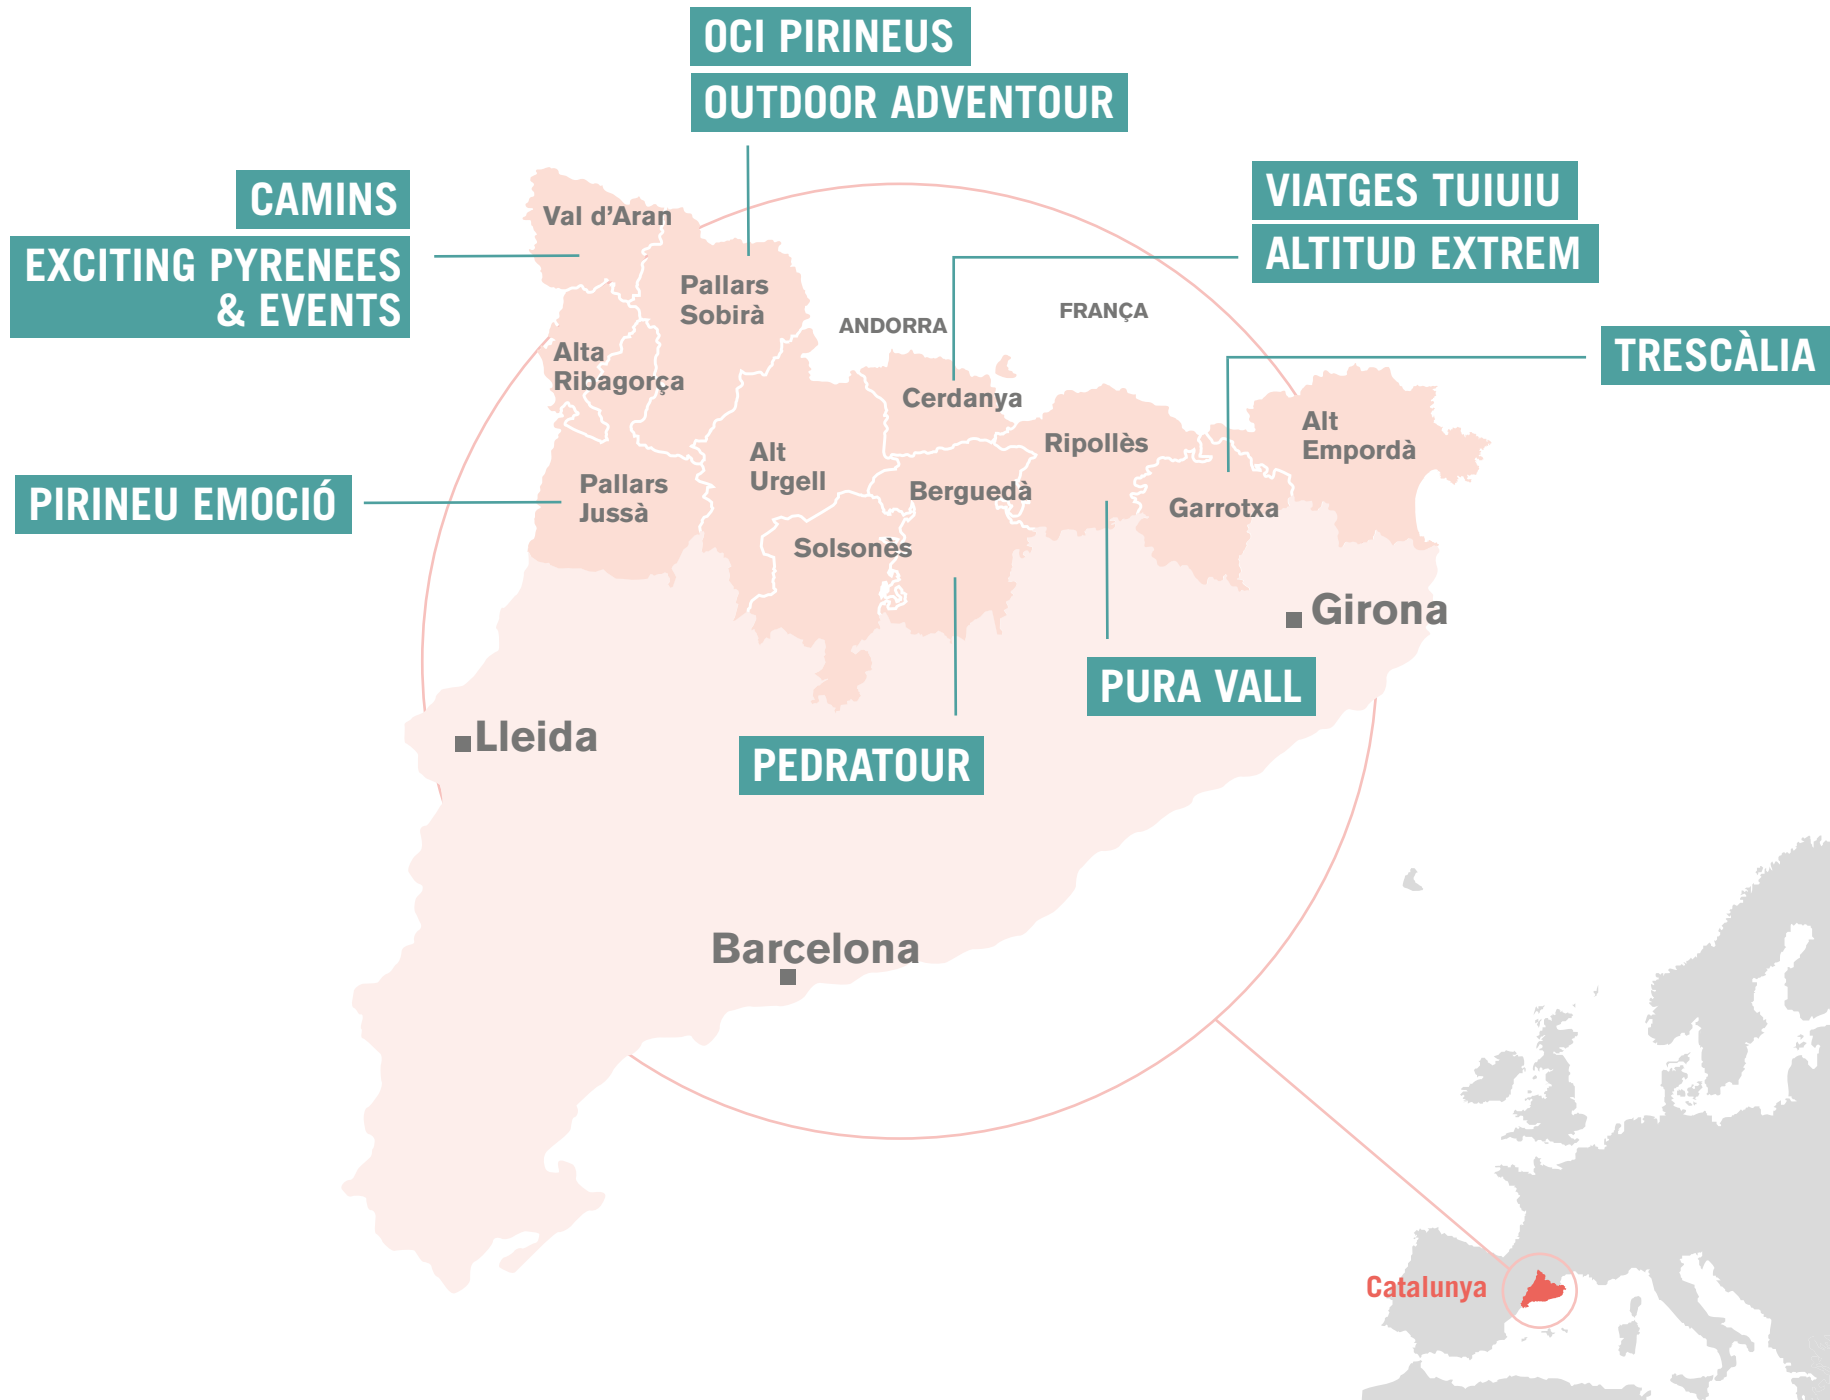 OCI PIRINEUS
OUTDOOR ADVENTOUR
CAMINS
EXCITING PYRENEES
& EVENTS
VIATGES TUIUIU
ALTITUD EXTREM
TRESCÀLIA
PIRINEU EMOCIÓ
Val d'Aran
Pallars
Sobirà
ANDORRA
FRANÇA
Alta
Ribagorça
Cerdanya
Alt
Empordà
Ripollès
Alt
Urgell
Pallars
Jussà
Berguedà
Garrotxa
Solsonès
Girona
PURA VALL
Lleida
PEDRATOUR
Barcelona
Catalunya